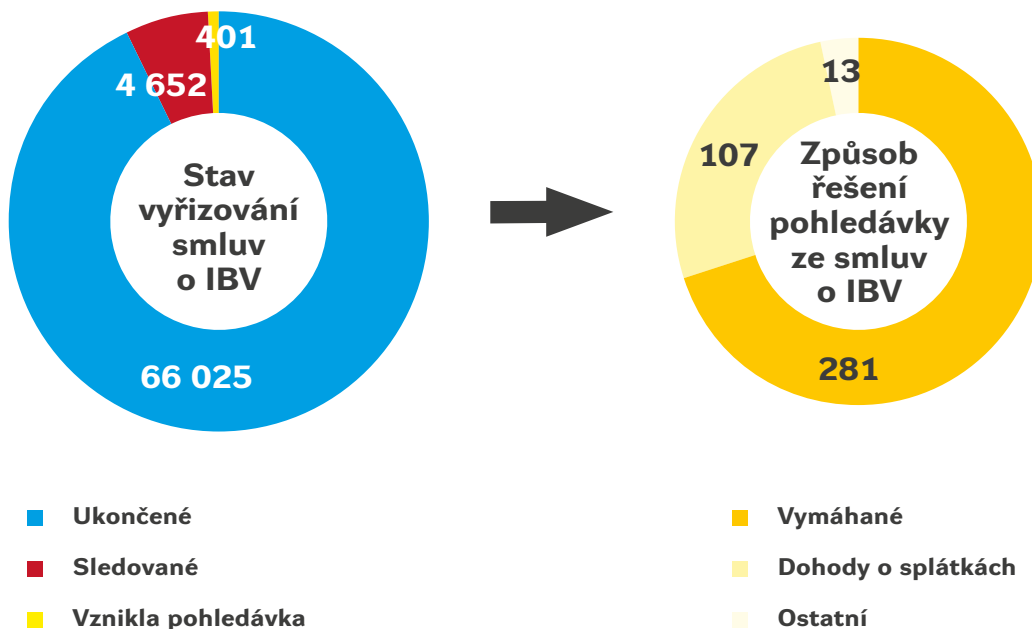 401
4 652
Stav
vyřizování
smluv
o IBV
66 025
13
107
Způsob
řešení
pohledávky
ze smluv
o IBV
281
Ukončené
Sledované
Vznikla pohledávka
Vymáhané
Dohody o splátkách
Ostatní